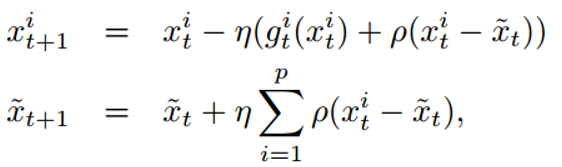 x^i_{t+1} = x^i_t − η(g^i_t(x^i_t) + ρ(x^i_t − x̃_t))
x̃_{t+1} = x̃_t + η ∑_{i=1}^{p} ρ(x^i_t − x̃_t),